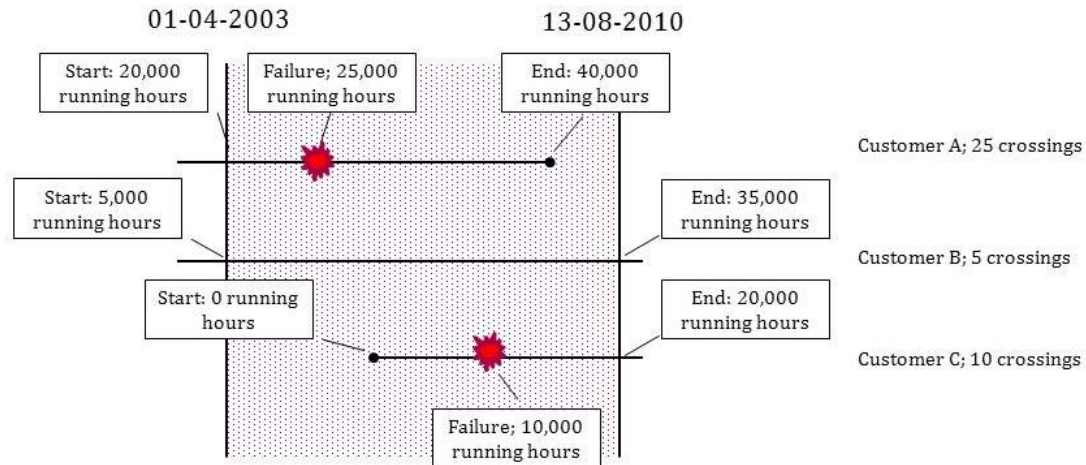 01-04-2003
13-08-2010
Start: 20,000
running hours
Failure; 25,000
running hours
End: 40,000
running hours
Customer A; 25 crossings
Start: 5,000
running hours
End: 35,000
running hours
Customer B; 5 crossings
Start: 0 running
hours
End: 20,000
running hours
Customer C; 10 crossings
Failure; 10,000
running hours